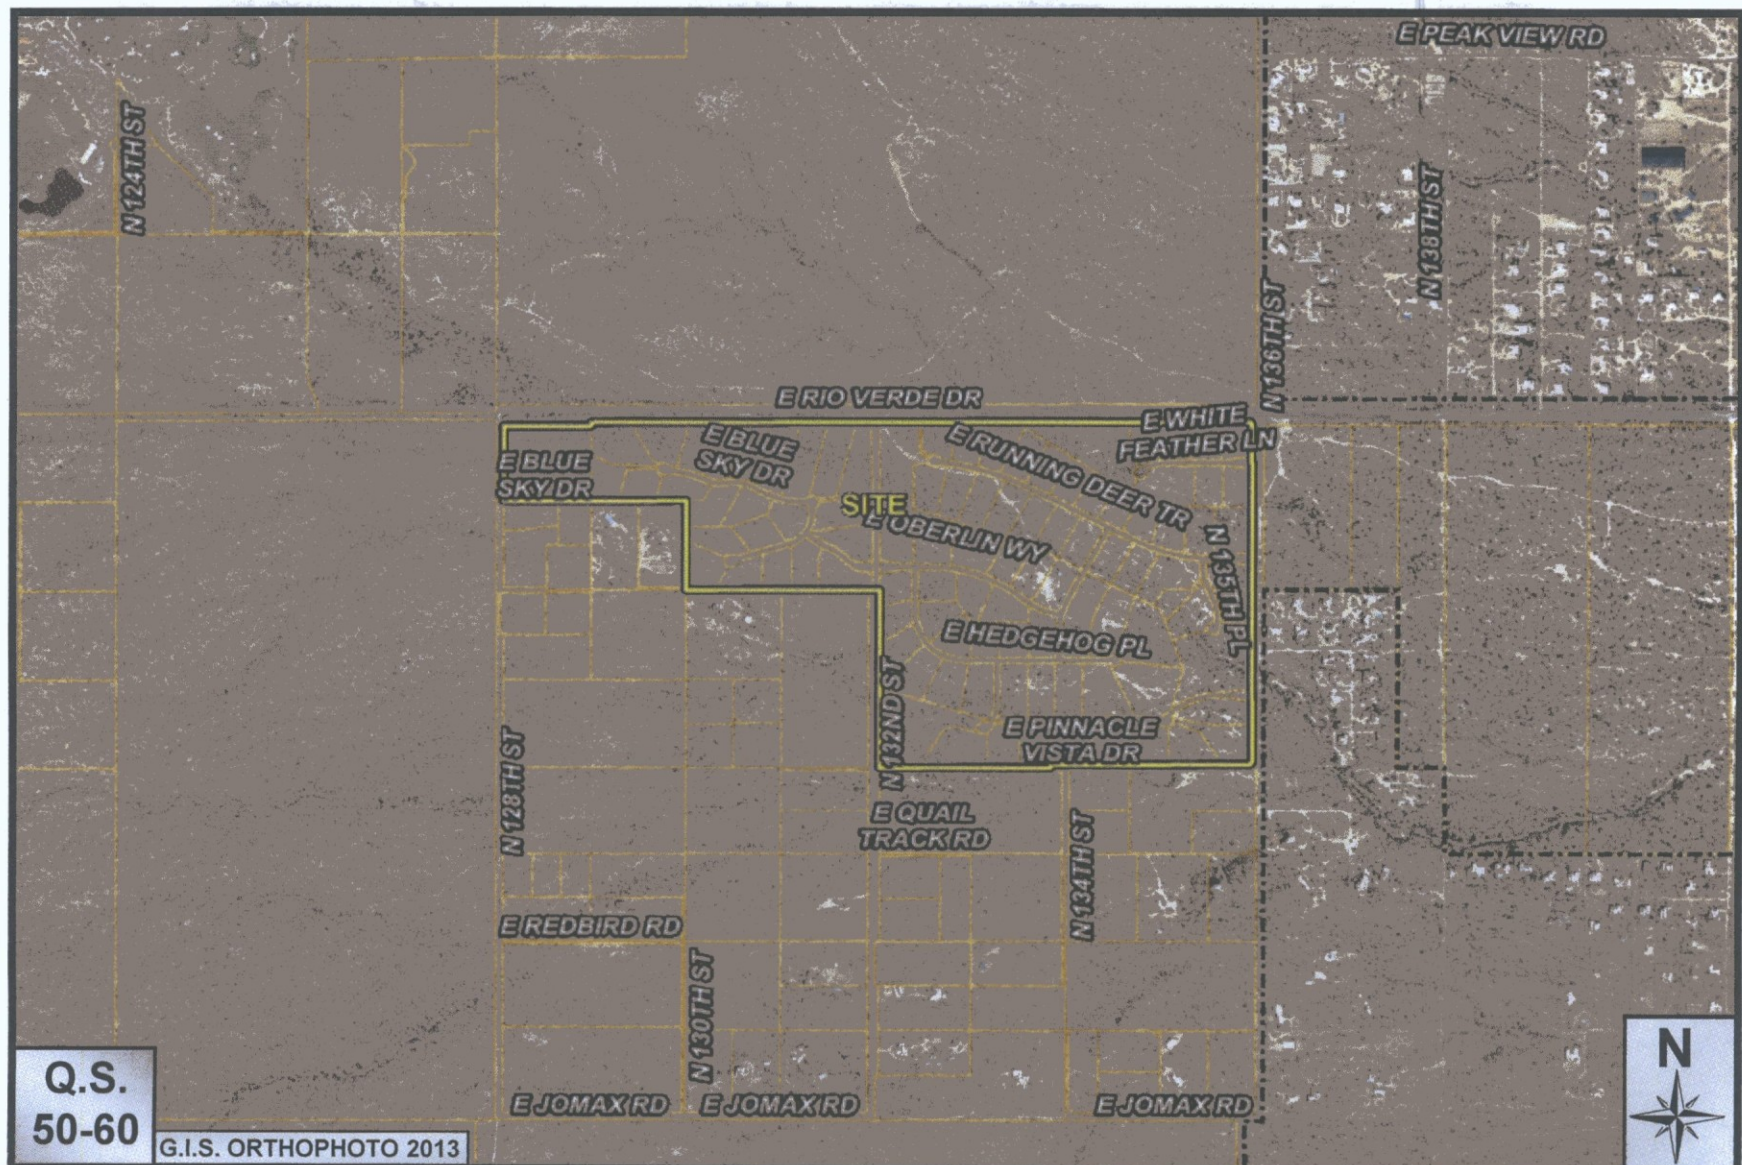 E PEAK VIEW RD
N 124TH ST
N 138TH ST
N 136TH ST
E RIO VERDE DR
E WHITE
FEATHER LN
E BLUE
SKY DR
E BLUE
SKY DR
E RUNNING DEER TR
SITE
E OBERLIN WY
N 135TH PL
E HEDGEHOG PL
N 132ND ST
E PINNACLE
VISTA DR
N 128TH ST
E QUAIL
TRACK RD
N 134TH ST
E REDBIRD RD
N 130TH ST
E JOMAX RD
E JOMAX RD
E JOMAX RD
Q.S.
50-60
G.I.S. ORTHOPHOTO 2013
N